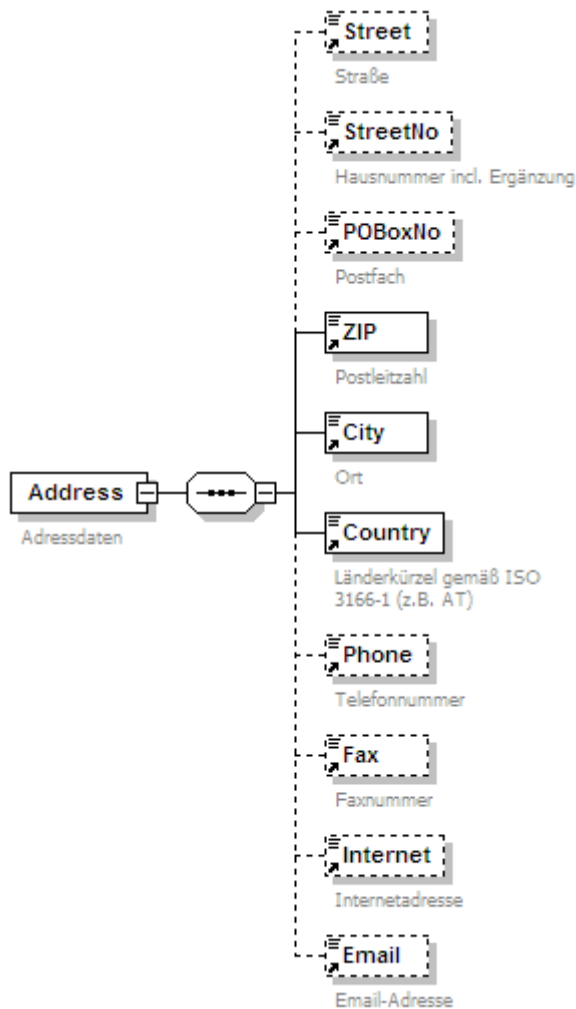 Street
Straße
StreetNo
Hausnummer incl. Ergänzung
POBoxNo
Postfach
ZIP
Postleitzahl
City
Ort
Address
Adressdaten
Country
Länderkürzel gemäß ISO
3166-1 (z.B. AT)
Phone
Telefonnummer
Fax
Faxnummer
Internet
Internetadresse
Email
Email-Adresse